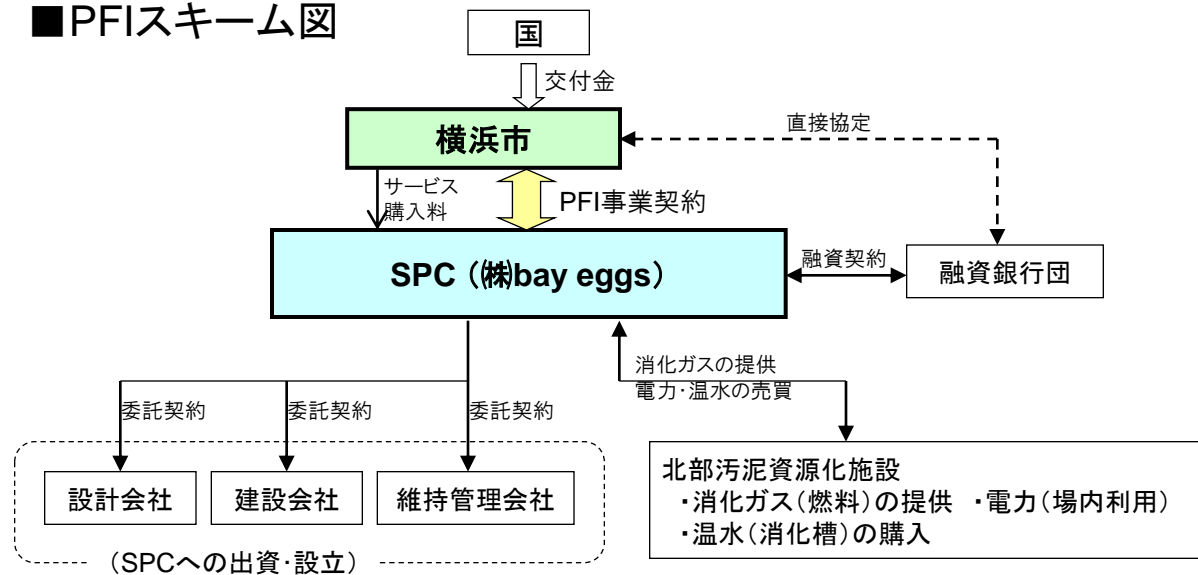 ■PFIスキーム図
国
交付金
横浜市
直接協定
サービス
購入料
PFI事業契約
SPC（㈱bay eggs）
融資契約
融資銀行団
消化ガスの提供
電力・温水の売買
委託契約
委託契約
委託契約
設計会社
建設会社
維持管理会社
（SPCへの出資・設立）
北部汚泥資源化施設
・消化ガス（燃料）の提供　・電力（場内利用）
・温水（消化槽）の購入